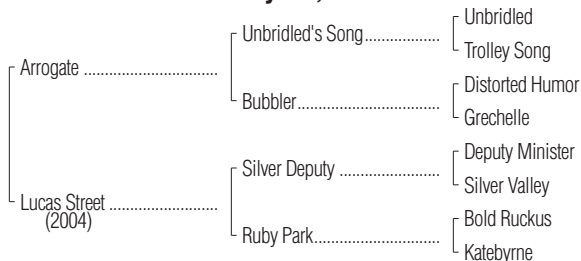 Unbridled
Unbridled's Song
Trolley Song
Arrogate
Distorted Humor
Bubbler
Grechelle
Deputy Minister
Silver Deputy
Silver Valley
Lucas Street
(2004)
Bold Ruckus
Ruby Park
Katebyrne